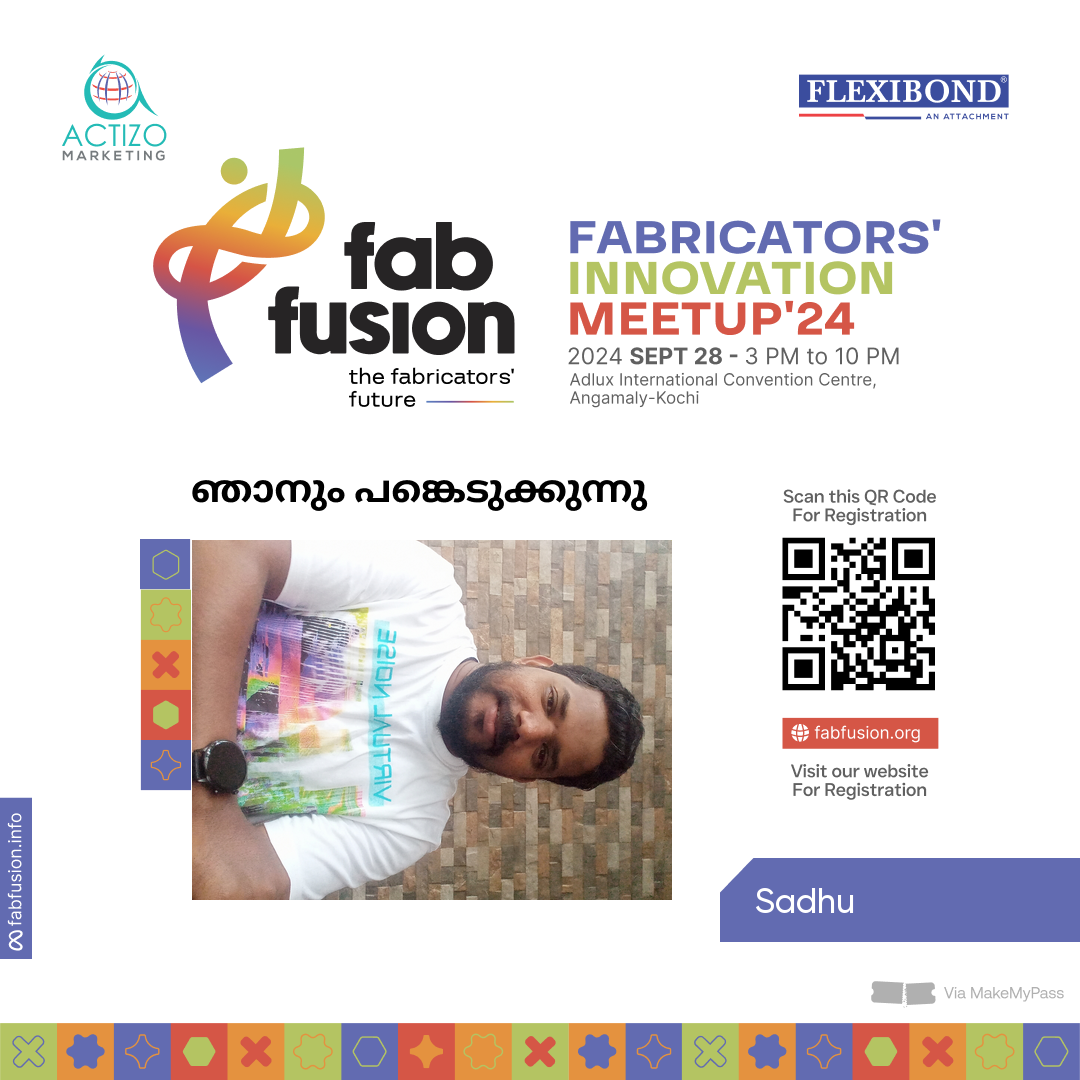 ACTIZO
MARKETING
FLEXIBOND®
AN ATTACHMENT
fab
fusion
the fabricators'
future
FABRICATORS'
INNOVATION
MEETUP'24
2024 SEPT 28 - 3 PM to 10 PM
Adlux International Convention Centre,
Angamaly-Kochi
ഞാനും പങ്കെടുക്കുന്നു
Scan this QR Code
For Registration
VIRTUAL NOISE
fabfusion.org
Visit our website
For Registration
fabfusion.info
Sadhu
Via MakeMyPass